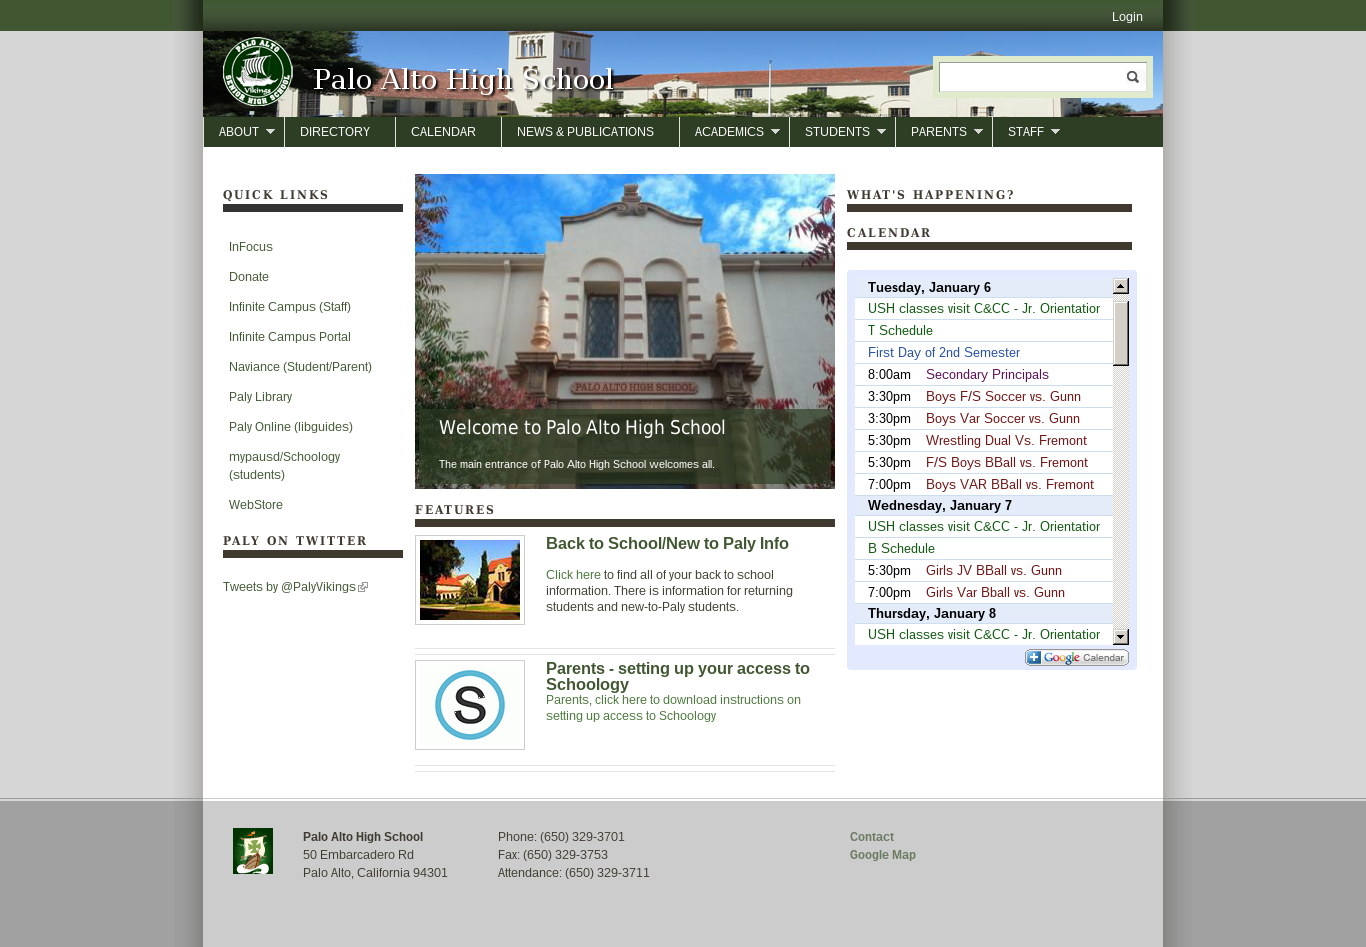 Login
PALO ALTO
Vikings
SENIOR HIGH SCHOOL
Palo Alto High School
ABOUT
DIRECTORY
CALENDAR
NEWS & PUBLICATIONS
ACADEMICS
STUDENTS
PARENTS
STAFF
QUICK LINKS
InFocus
Donate
Infinite Campus (Staff)
Infinite Campus Portal
Naviance (Student/Parent)
Paly Library
Paly Online (libguides)
mypausd/Schoology
(students)
WebStore
PALY ON TWITTER
Tweets by @PalyVikings
PALO ALTO HIGH SCHOOL
Welcome to Palo Alto High School
The main entrance of Palo Alto High School welcomes all.
FEATURES
Back to School/New to Paly Info
Click here to find all of your back to school
information. There is information for returning
students and new-to-Paly students.
S
Parents - setting up your access to
Schoology
Parents, click here to download instructions on
setting up access to Schoology
WHAT'S HAPPENING?
CALENDAR
Tuesday, January 6
USH classes visit C&CC - Jr. Orientation
T Schedule
First Day of 2nd Semester
8:00am Secondary Principals
3:30pm Boys F/S Soccer vs. Gunn
3:30pm Boys Var Soccer vs. Gunn
5:30pm Wrestling Dual Vs. Fremont
5:30pm F/S Boys BBall vs. Fremont
7:00pm Boys VAR BBall vs. Fremont
Wednesday, January 7
USH classes visit C&CC - Jr. Orientation
B Schedule
5:30pm Girls JV BBall vs. Gunn
7:00pm Girls Var Bball vs. Gunn
Thursday, January 8
USH classes visit C&CC - Jr. Orientation
Google Calendar
Palo Alto High School
50 Embarcadero Rd
Palo Alto, California 94301
Phone: (650) 329-3701
Fax: (650) 329-3753
Attendance: (650) 329-3711
Contact
Google Map